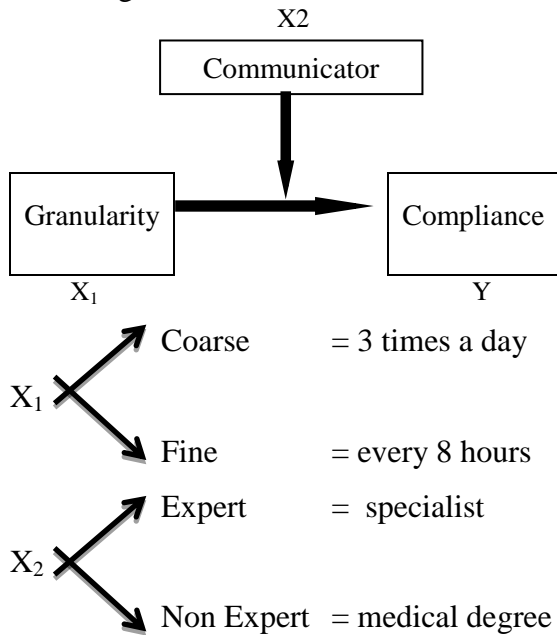 X2
Communicator
Granularity
Compliance
X₁
Y
Coarse = 3 times a day
X₁
Fine = every 8 hours
Expert = specialist
X₂
Non Expert = medical degree